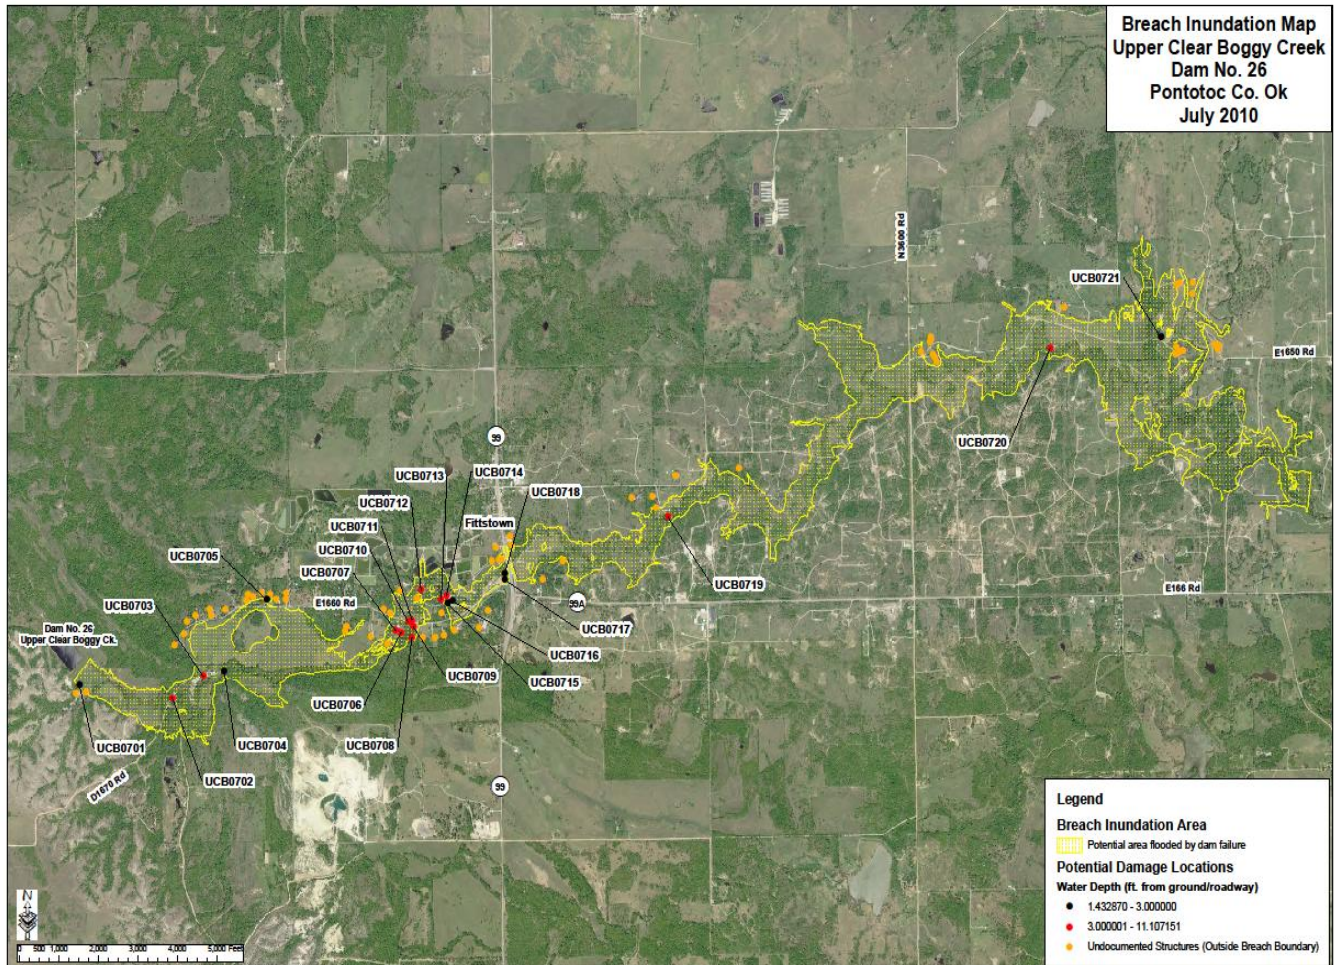 Breach Inundation Map
Upper Clear Boggy Creek
Dam No. 26
Pontotoc Co. Ok
July 2010
N3600 Rd
UCB0721
E1650 Rd
99
UCB0720
UCB0713
UCB0714
UCB0712
UCB0718
UCB0711
Fittstown
UCB0710
UCB0705
UCB0707
UCB0719
E166 Rd
E1660 Rd
99A
UCB0703
Dam No. 26
Upper Clear Boggy Ck.
UCB0717
UCB0716
UCB0709
UCB0715
UCB0706
UCB0701
UCB0704
UCB0708
UCB0702
D1670 Rd
99
Legend
Breach Inundation Area
Potential area flooded by dam failure
Potential Damage Locations
Water Depth (ft. from ground/roadway)
1.432870 - 3.000000
3.000001 - 11.107151
Undocumented Structures (Outside Breach Boundary)
N
0 500 1,000 2,000 3,000 4,000 5,000 Feet